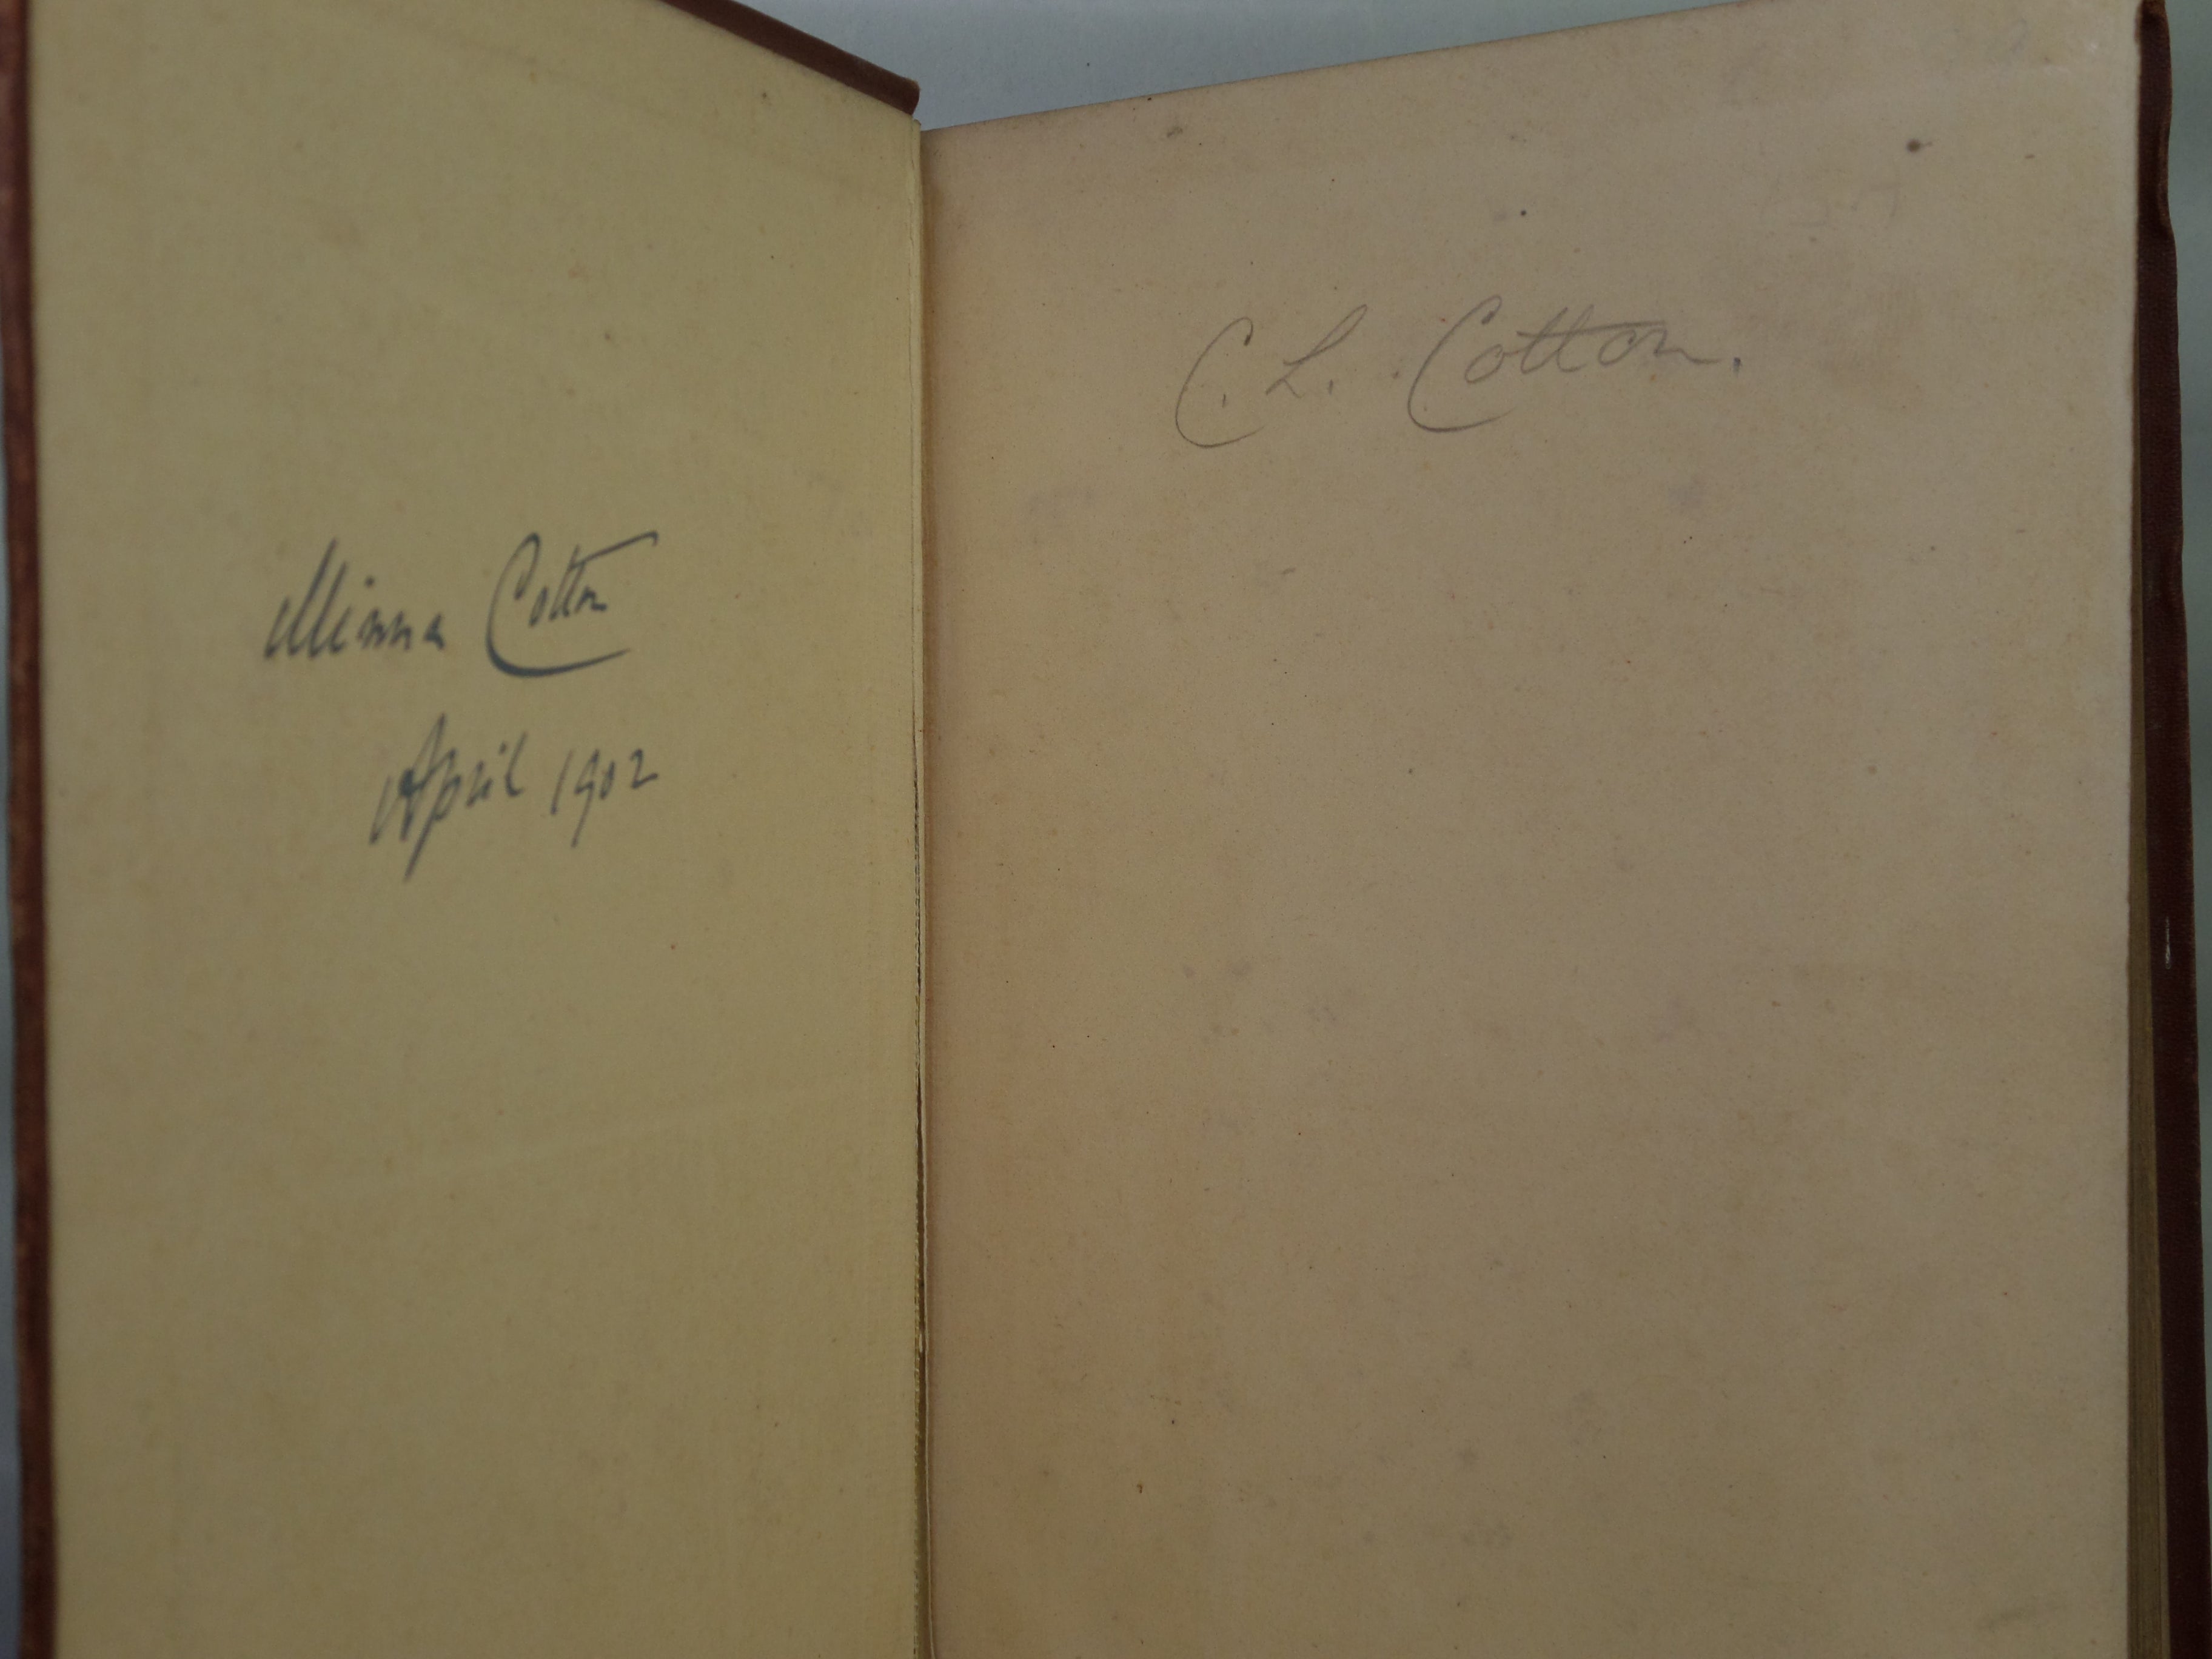 Minna Cotton
April 1902
C. L. Cotton.